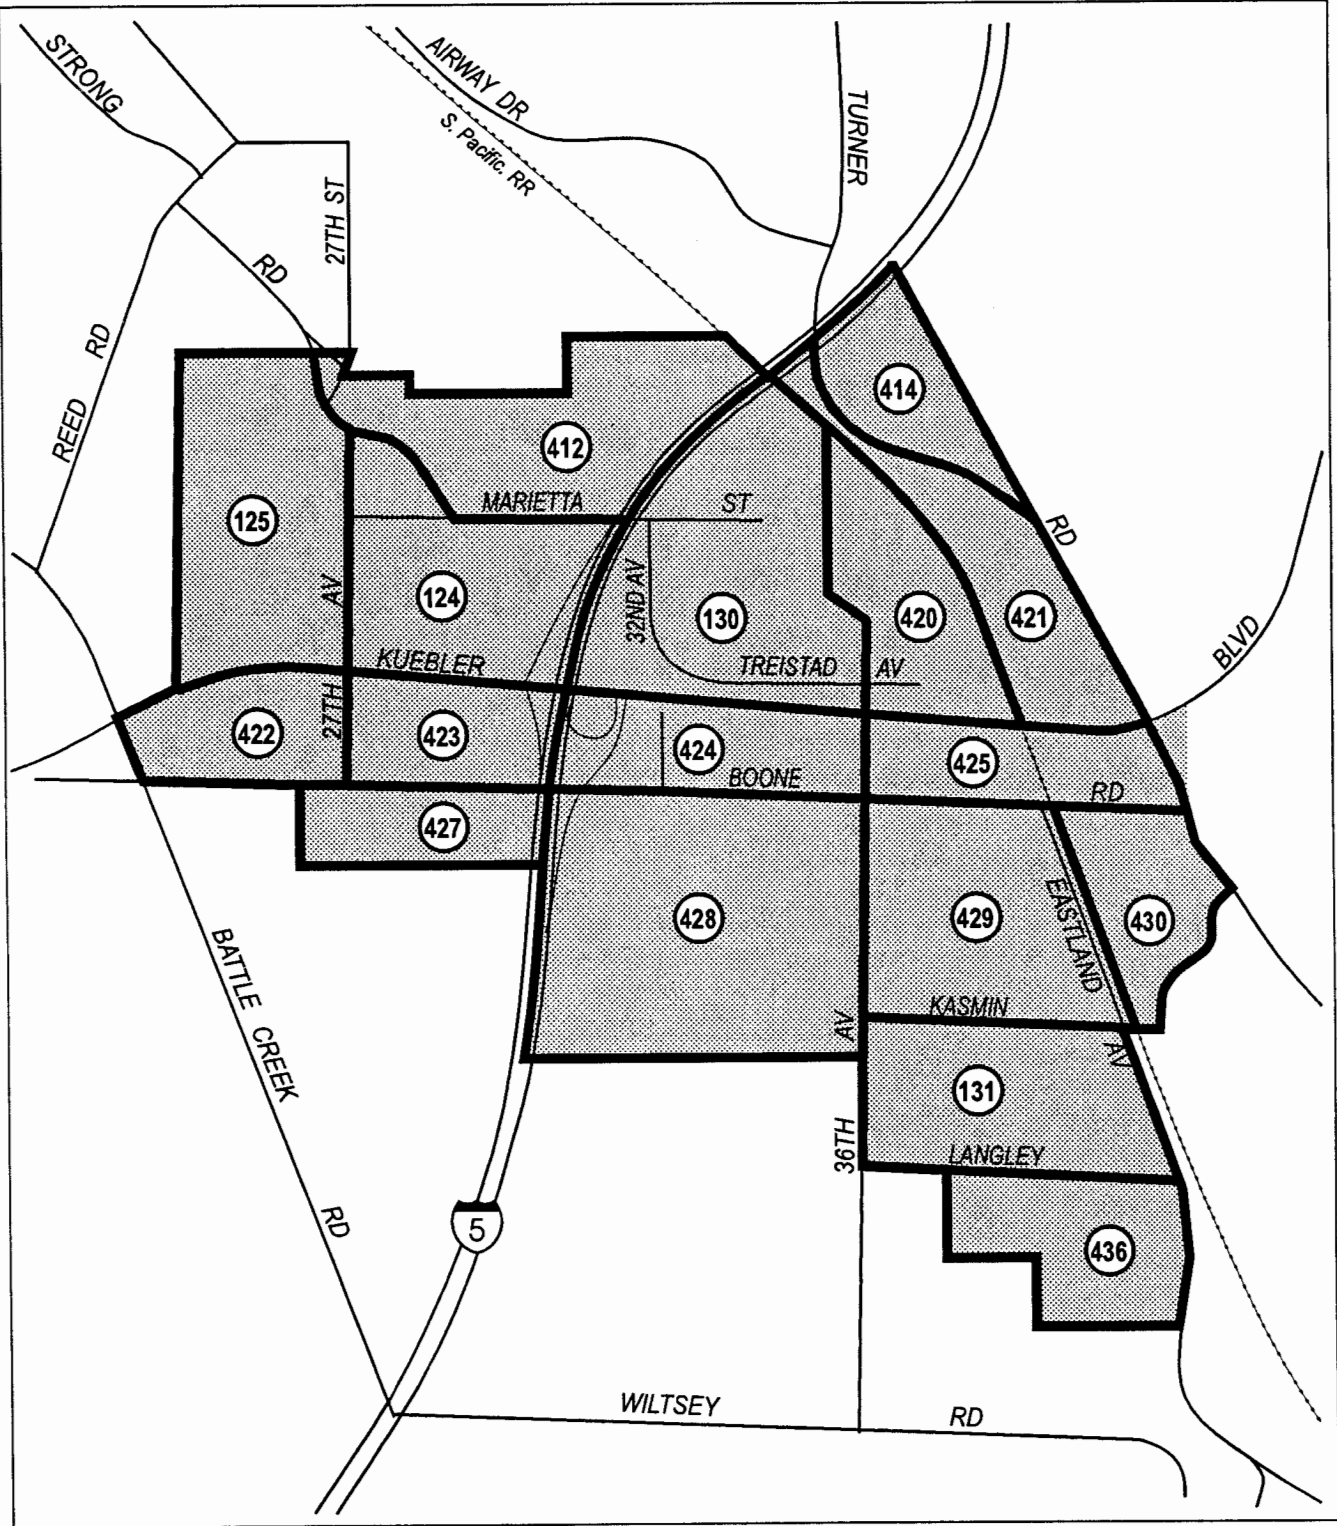 STRONG
RD
AIRWAY DR
S. Pacific. RR
TURNER
RD
27TH ST
REED RD
414
412
125
MARIETTA ST
124
32ND AV
130
420
421
27TH AV
KUEBLER
BLVD
TREISTAD AV
422
423
424
425
BOONE RD
427
428
429
430
EASTLAND AV
BATTLE CREEK RD
KASMIN
36TH AV
131
LANGLEY
5
436
WILTSEY RD